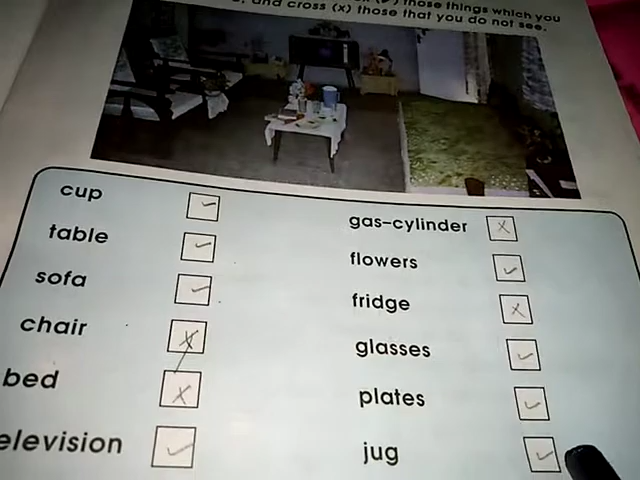 those things which you
and cross (x) those that you do not see.
cup ✓
table ✓
sofa ✓
chair x
bed x
elevision ✓
gas-cylinder x
flowers ✓
fridge x
glasses ✓
plates ✓
jug ✓